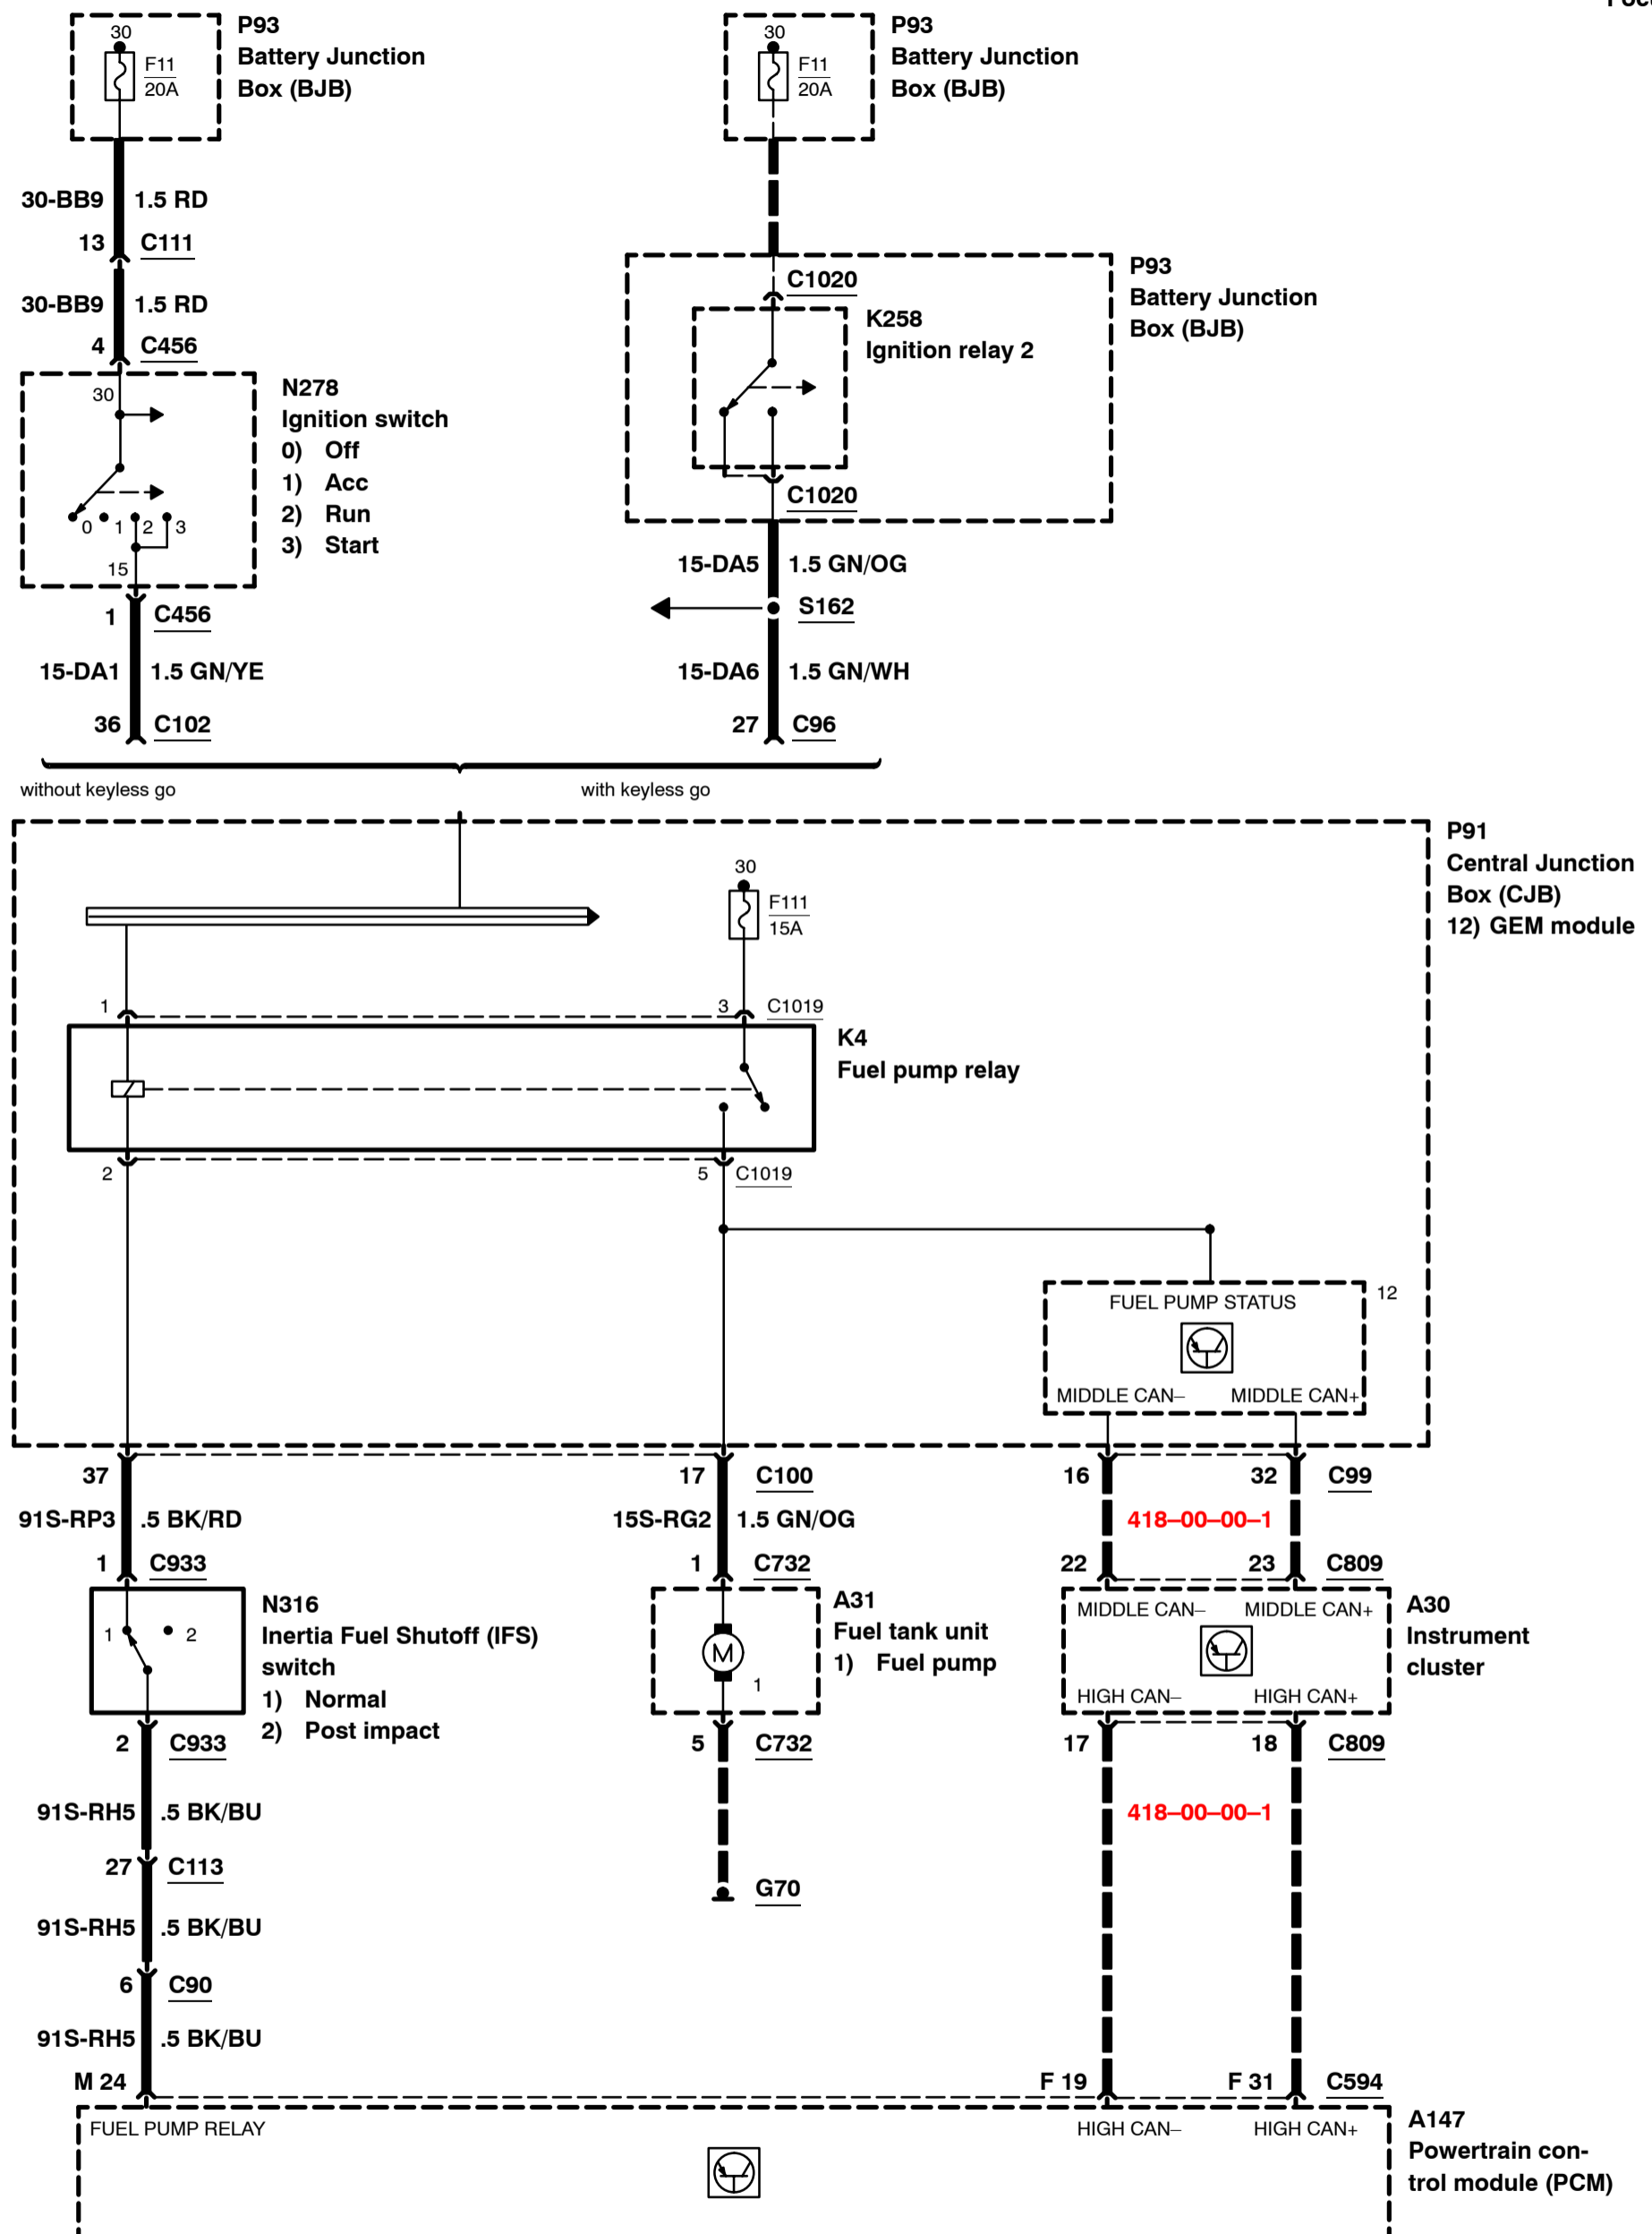 P93
Battery Junction
Box (BJB)
30
F11
20A
P93
Battery Junction
Box (BJB)
30
F11
20A
30-BB9 1.5 RD
13 C111
30-BB9 1.5 RD
4 C456
P93
Battery Junction
Box (BJB)
C1020
K258
Ignition relay 2
C1020
30
N278
Ignition switch
0) Off
1) Acc
2) Run
3) Start
0 1 2 3
15
1 C456
15-DA1 1.5 GN/YE
36 C102
15-DA5 1.5 GN/OG
S162
15-DA6 1.5 GN/WH
27 C96
without keyless go
with keyless go
P91
Central Junction
Box (CJB)
12) GEM module
30
F111
15A
1
3 C1019
K4
Fuel pump relay
2
5 C1019
12
FUEL PUMP STATUS
MIDDLE CAN– MIDDLE CAN+
37
17 C100
16 32 C99
91S-RP3 .5 BK/RD
15S-RG2 1.5 GN/OG
418–00–00–1
1 C933
1 C732
22 23 C809
1 2
N316
Inertia Fuel Shutoff (IFS)
switch
1) Normal
2) Post impact
M
1
A31
Fuel tank unit
1) Fuel pump
MIDDLE CAN– MIDDLE CAN+
HIGH CAN– HIGH CAN+
A30
Instrument
cluster
2 C933
5 C732
17 18 C809
91S-RH5 .5 BK/BU
418–00–00–1
27 C113
G70
91S-RH5 .5 BK/BU
6 C90
91S-RH5 .5 BK/BU
M 24
F 19 F 31 C594
FUEL PUMP RELAY
HIGH CAN– HIGH CAN+
A147
Powertrain con-
trol module (PCM)